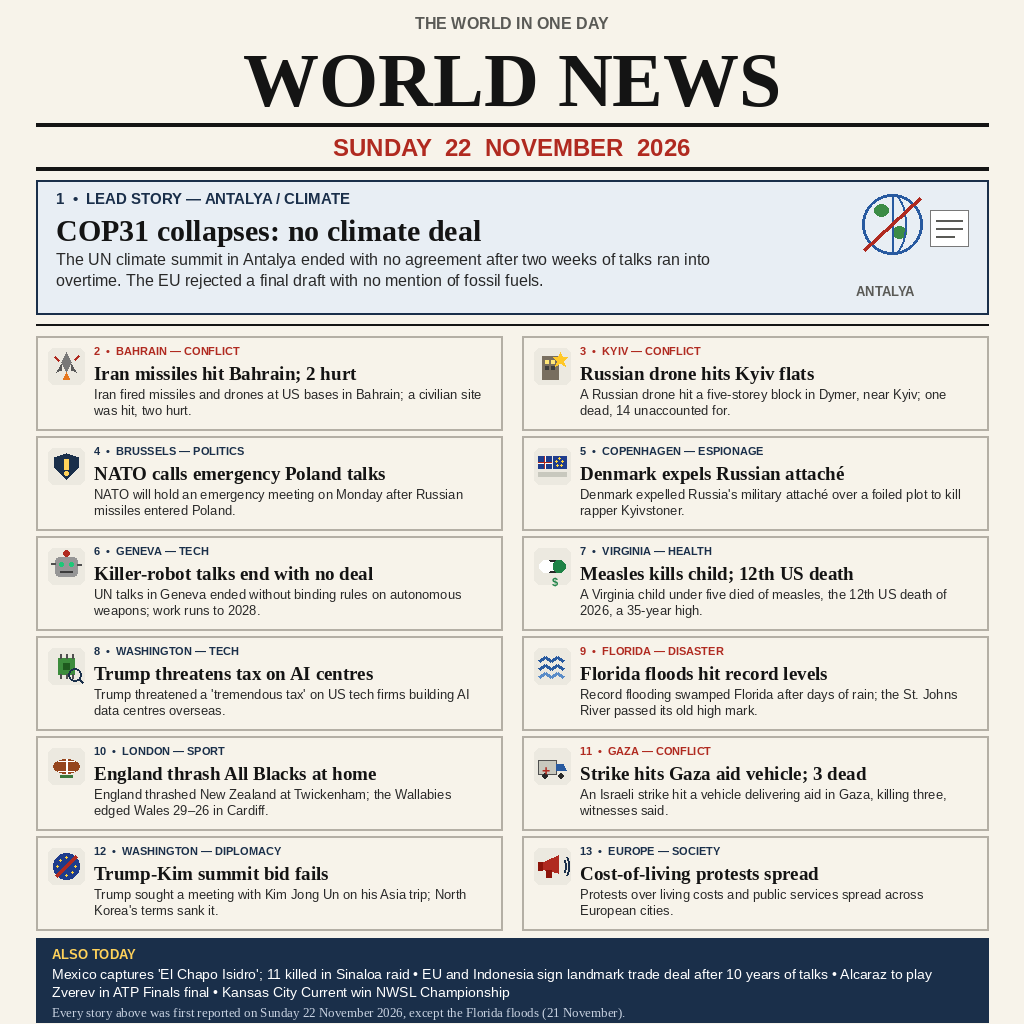 THE WORLD IN ONE DAY
WORLD NEWS
SUNDAY 22 NOVEMBER 2026
1 • LEAD STORY — ANTALYA / CLIMATE
COP31 collapses: no climate deal
The UN climate summit in Antalya ended with no agreement after two weeks of talks ran into
overtime. The EU rejected a final draft with no mention of fossil fuels.
ANTALYA
2 • BAHRAIN — CONFLICT
Iran missiles hit Bahrain; 2 hurt
Iran fired missiles and drones at US bases in Bahrain; a civilian site
was hit, two hurt.
3 • KYIV — CONFLICT
Russian drone hits Kyiv flats
A Russian drone hit a five-storey block in Dymer, near Kyiv; one
dead, 14 unaccounted for.
4 • BRUSSELS — POLITICS
NATO calls emergency Poland talks
NATO will hold an emergency meeting on Monday after Russian
missiles entered Poland.
5 • COPENHAGEN — ESPIONAGE
Denmark expels Russian attaché
Denmark expelled Russia's military attaché over a foiled plot to kill
rapper Kyivstoner.
6 • GENEVA — TECH
Killer-robot talks end with no deal
UN talks in Geneva ended without binding rules on autonomous
weapons; work runs to 2028.
7 • VIRGINIA — HEALTH
Measles kills child; 12th US death
A Virginia child under five died of measles, the 12th US death of
2026, a 35-year high.
$
8 • WASHINGTON — TECH
Trump threatens tax on AI centres
Trump threatened a 'tremendous tax' on US tech firms building AI
data centres overseas.
9 • FLORIDA — DISASTER
Florida floods hit record levels
Record flooding swamped Florida after days of rain; the St. Johns
River passed its old high mark.
10 • LONDON — SPORT
England thrash All Blacks at home
England thrashed New Zealand at Twickenham; the Wallabies
edged Wales 29–26 in Cardiff.
11 • GAZA — CONFLICT
Strike hits Gaza aid vehicle; 3 dead
An Israeli strike hit a vehicle delivering aid in Gaza, killing three,
witnesses said.
12 • WASHINGTON — DIPLOMACY
Trump-Kim summit bid fails
Trump sought a meeting with Kim Jong Un on his Asia trip; North
Korea's terms sank it.
13 • EUROPE — SOCIETY
Cost-of-living protests spread
Protests over living costs and public services spread across
European cities.
ALSO TODAY
Mexico captures 'El Chapo Isidro'; 11 killed in Sinaloa raid • EU and Indonesia sign landmark trade deal after 10 years of talks • Alcaraz to play
Zverev in ATP Finals final • Kansas City Current win NWSL Championship
Every story above was first reported on Sunday 22 November 2026, except the Florida floods (21 November).